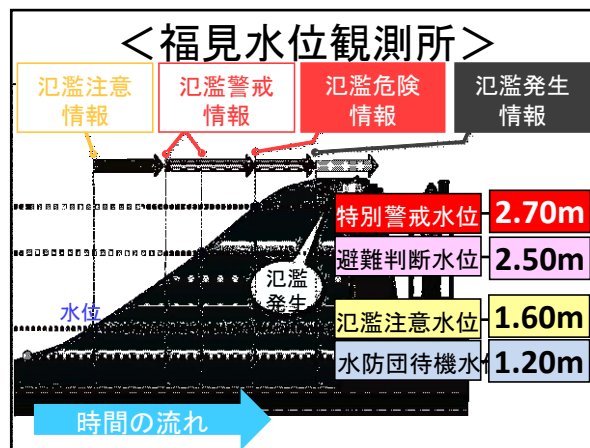 ＜福見水位観測所＞
氾濫注意
情報
氾濫警戒
情報
氾濫危険
情報
氾濫発生
情報
特別警戒水位
2.70m
避難判断水位
2.50m
氾濫
発生
水位
氾濫注意水位
1.60m
水防団待機水
1.20m
時間の流れ